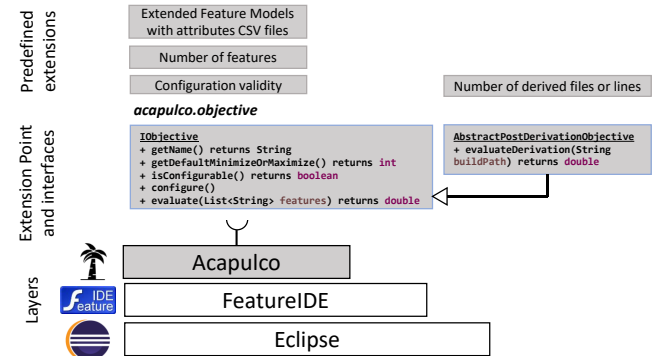 Predefined
extensions
Extended Feature Models
with attributes CSV files
Number of features
Configuration validity
Number of derived files or lines
acapulco.objective
Extension Point
and interfaces
IObjective
+ getName() returns String
+ getDefaultMinimizeOrMaximize() returns int
+ isConfigurable() returns boolean
+ configure()
+ evaluate(List<String> features) returns double
AbstractPostDerivationObjective
+ evaluateDerivation(String
buildPath) returns double
Layers
Acapulco
IDE
Feature
FeatureIDE
Eclipse